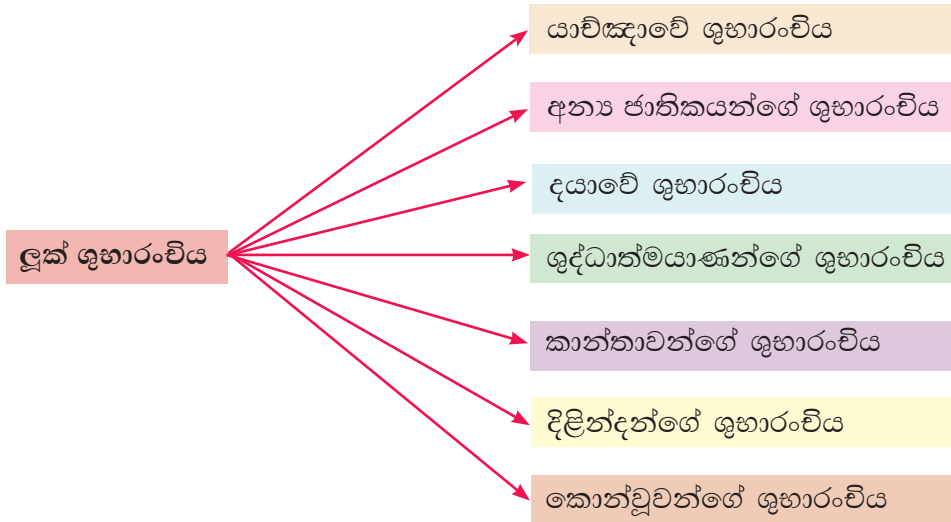 යාච්ඤාවේ ශුභාරංචිය
අන්‍ය ජාතිකයන්ගේ ශුභාරංචිය
දයාවේ ශුභාරංචිය
ලූක් ශුභාරංචිය
ශුද්ධාත්මයාණන්ගේ ශුභාරංචිය
කාන්තාවන්ගේ ශුභාරංචිය
දිළින්දන්ගේ ශුභාරංචිය
කොන්වූවන්ගේ ශුභාරංචිය